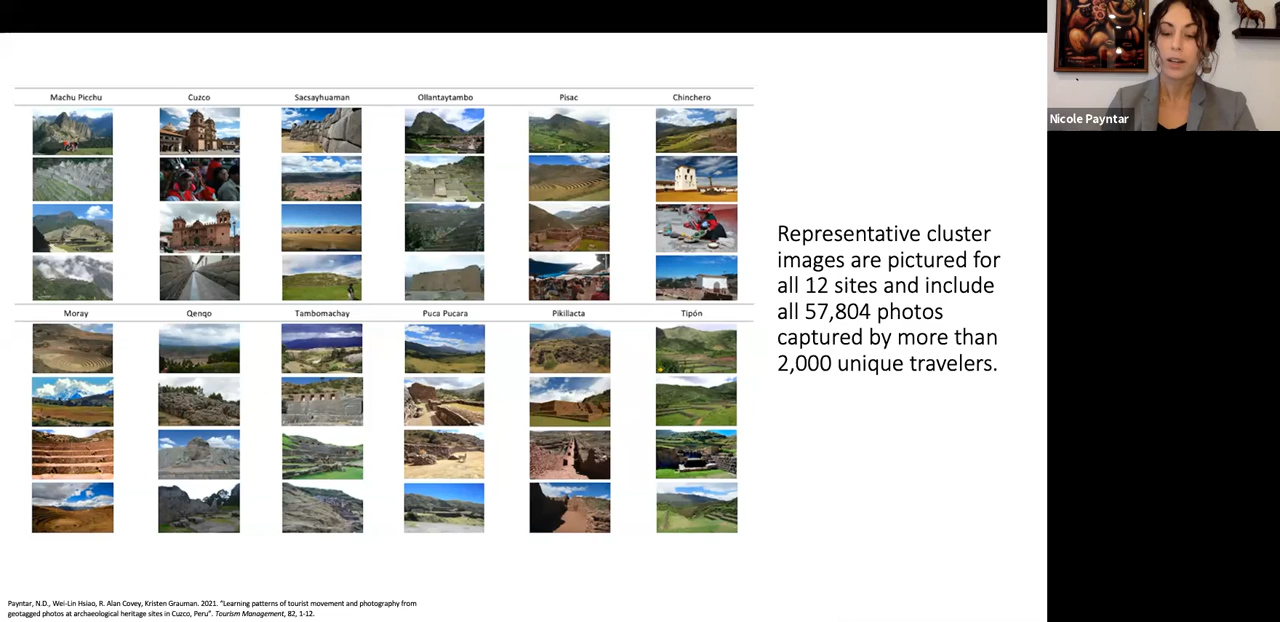 Machu Picchu Cuzco Sacsayhuaman Ollantaytambo Pisac Chinchero
Moray Qenqo Tambomachay Puca Pucara Pikillacta Tipón
Representative cluster
images are pictured for
all 12 sites and include
all 57,804 photos
captured by more than
2,000 unique travelers.
Payntar, N.D., Wei-Lin Hsiao, R. Alan Covey, Kristen Grauman. 2021. "Learning patterns of tourist movement and photography from
geotagged photos at archaeological heritage sites in Cuzco, Peru". Tourism Management, 82, 1-12.
Nicole Payntar